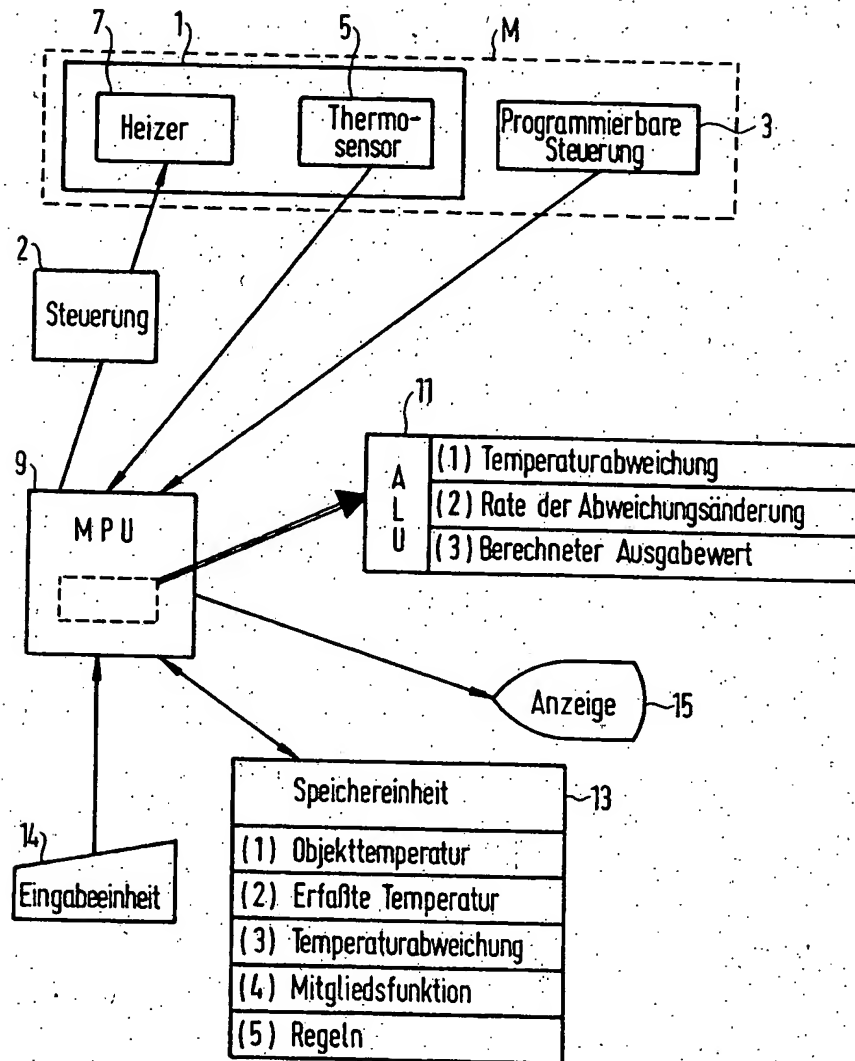 7
1
5
M
Heizer
Thermo-
sensor
Programmierbare
Steuerung
3
2
Steuerung
9
MPU
11
ALU
(1) Temperaturabweichung
(2) Rate der Abweichungsänderung
(3) Berechneter Ausgabewert
Anzeige
15
Speichereinheit
13
(1) Objekttemperatur
(2) Erfaßte Temperatur
(3) Temperaturabweichung
(4) Mitgliedsfunktion
(5) Regeln
14
Eingabeeinheit